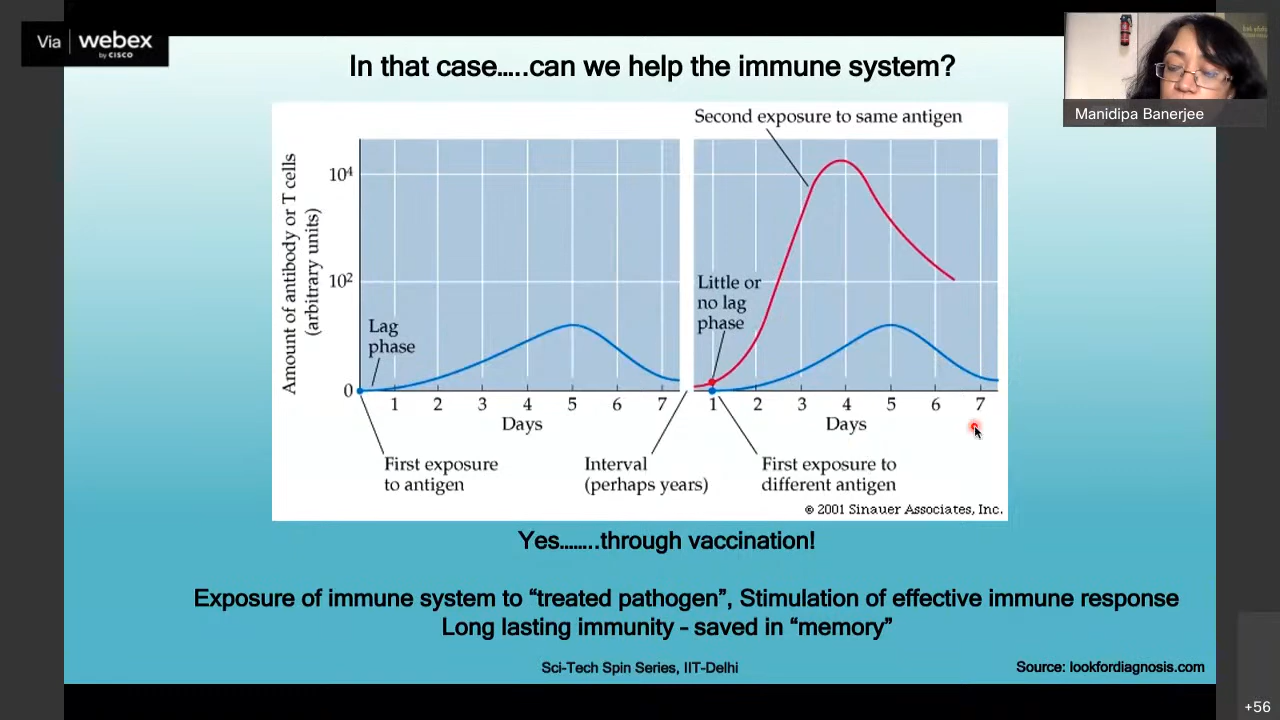 Via webex
by CISCO
In that case…..can we help the immune system?
Manidipa Banerjee
Second exposure to same antigen
Amount of antibody or T cells
(arbitrary units)
10⁴
10²
0
Lag
phase
Little or
no lag
phase
1 2 3 4 5 6 7
Days
1 2 3 4 5 6 7
Days
First exposure
to antigen
Interval
(perhaps years)
First exposure to
different antigen
© 2001 Sinauer Associates, Inc.
Yes……..through vaccination!
Exposure of immune system to “treated pathogen”, Stimulation of effective immune response
Long lasting immunity – saved in “memory”
Sci-Tech Spin Series, IIT-Delhi
Source: lookfordiagnosis.com
+56